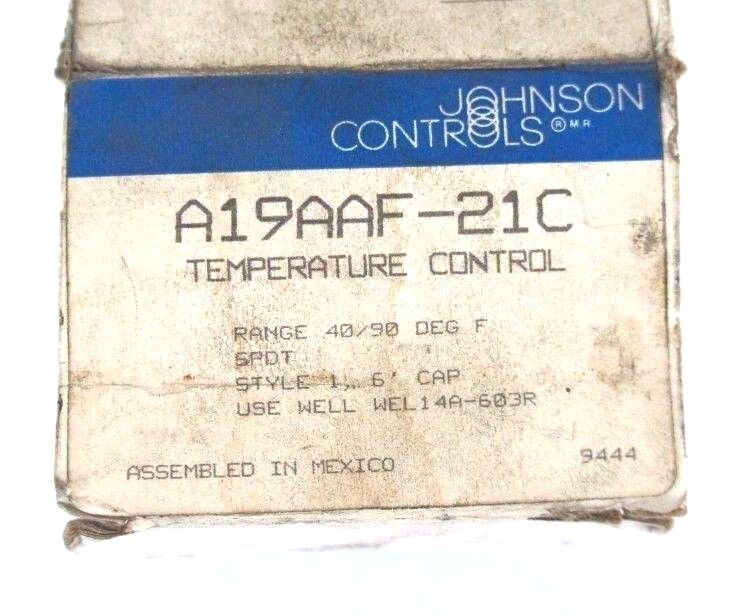 JOHNSON
CONTROLS ® M.R.
A19AAF-21C
TEMPERATURE CONTROL
RANGE 40/90 DEG F
SPDT
STYLE 1, 6' CAP
USE WELL WEL14A-603R
ASSEMBLED IN MEXICO 9444